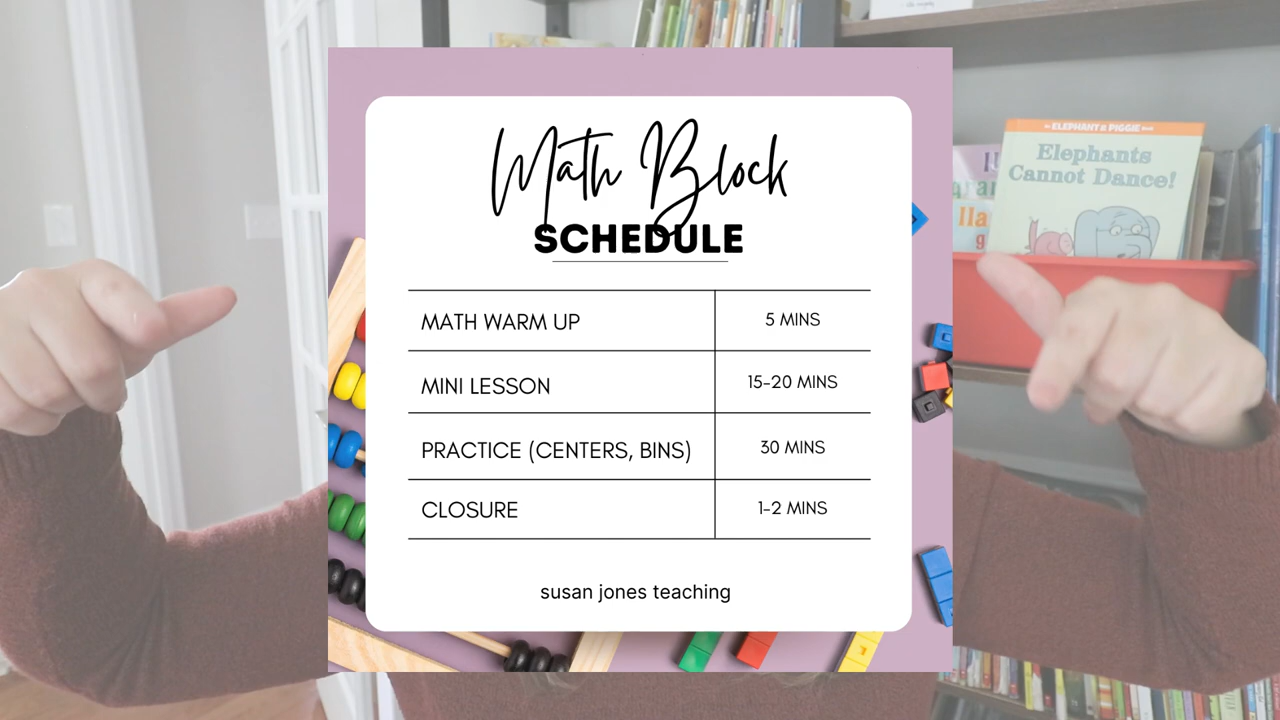 Math Block
SCHEDULE
MATH WARM UP 5 MINS
MINI LESSON 15-20 MINS
PRACTICE (CENTERS, BINS) 30 MINS
CLOSURE 1-2 MINS
susan jones teaching
AN ELEPHANT & PIGGIE Book
Elephants
Cannot Dance!